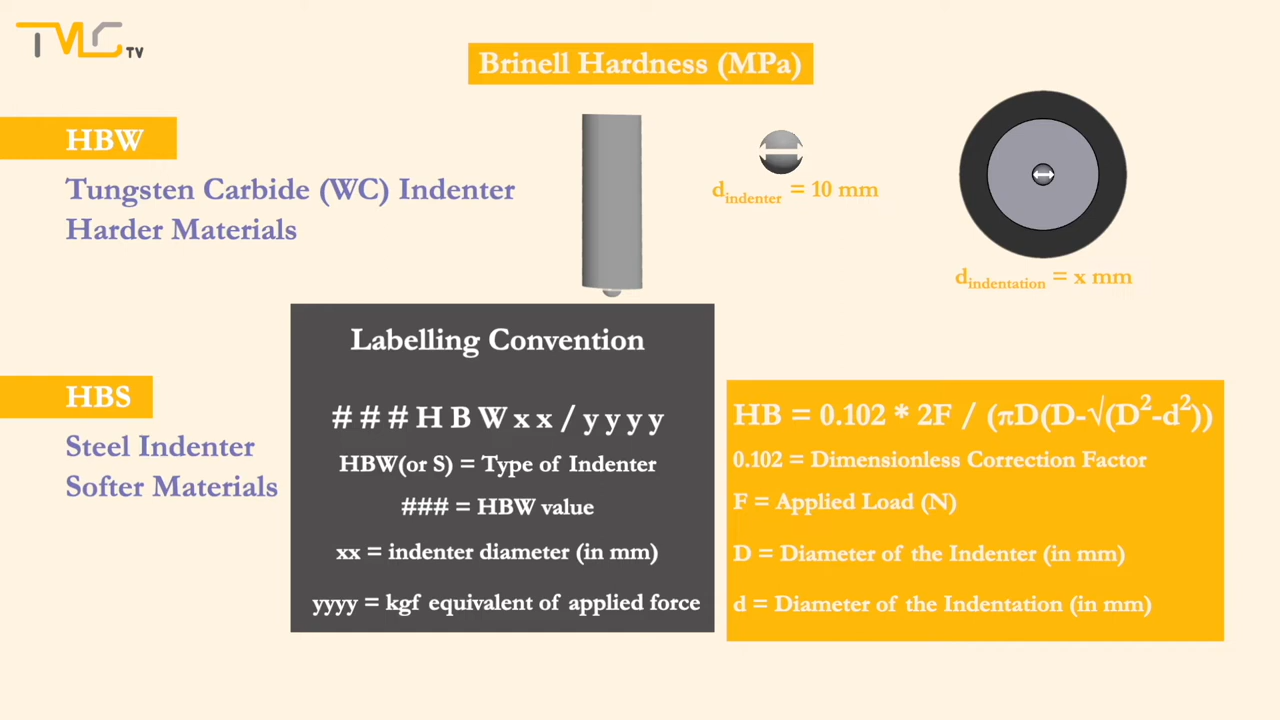 TMC TV
Brinell Hardness (MPa)
HBW
Tungsten Carbide (WC) Indenter
Harder Materials
dindenter = 10 mm
dindentation = x mm
HBS
Steel Indenter
Softer Materials
Labelling Convention
# # # H B W x x / y y y y
HBW(or S) = Type of Indenter
### = HBW value
xx = indenter diameter (in mm)
yyyy = kgf equivalent of applied force
HB = 0.102 * 2F / (πD(D-√(D²-d²))
0.102 = Dimensionless Correction Factor
F = Applied Load (N)
D = Diameter of the Indenter (in mm)
d = Diameter of the Indentation (in mm)